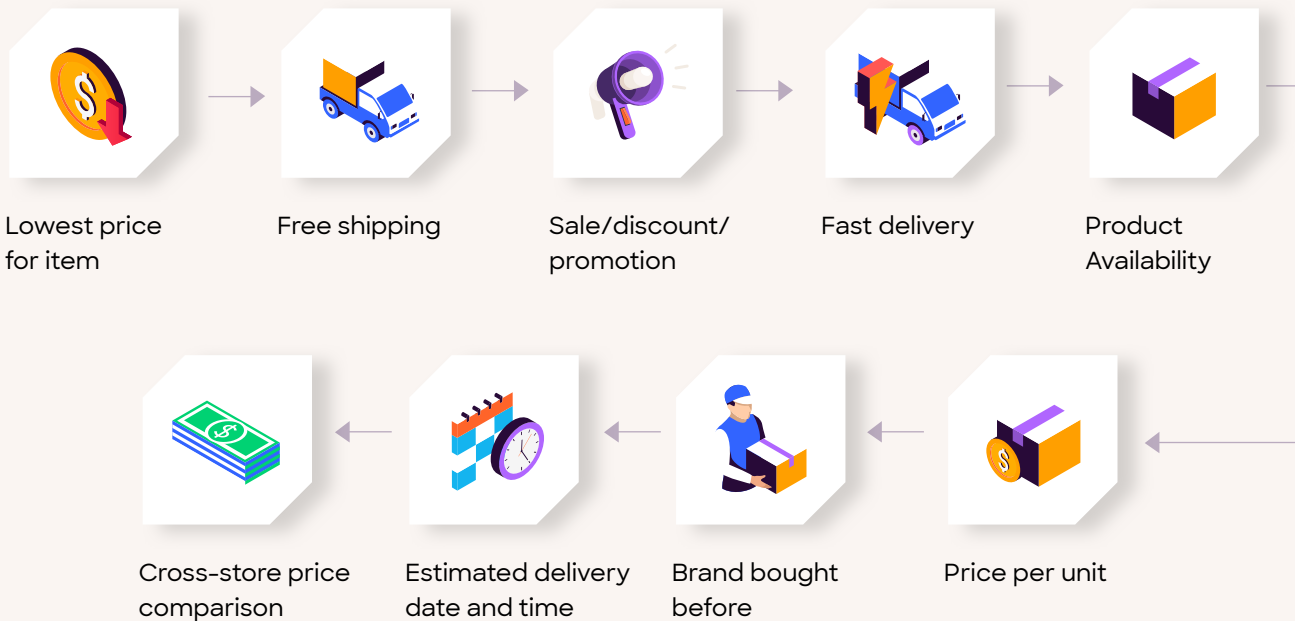 Lowest price
for item
Free shipping
Sale/discount/
promotion
Fast delivery
Product
Availability
Price per unit
Brand bought
before
Estimated delivery
date and time
Cross-store price
comparison